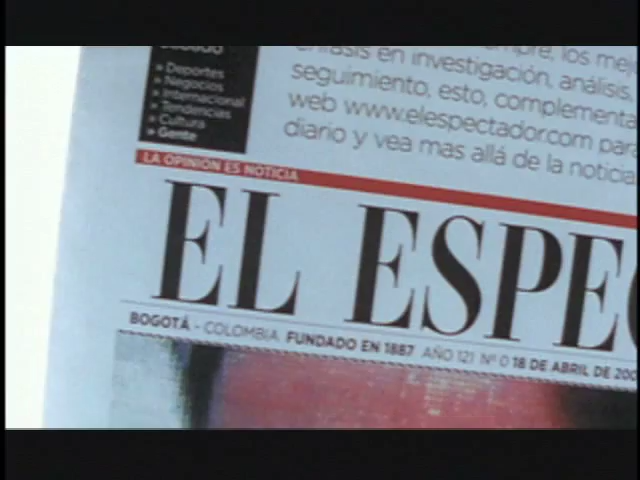 énfasis en investigación, análisis,
seguimiento, esto, complementa
web www.elespectador.com para
diario y vea mas allá de la noticia
» Deportes
» Negocios
» Internacional
» Tendencias
» Cultura
» Gente
LA OPINIÓN ES NOTICIA
EL ESPEC
BOGOTÁ - COLOMBIA. FUNDADO EN 1887 AÑO 121 Nº 0 18 DE ABRIL DE 200